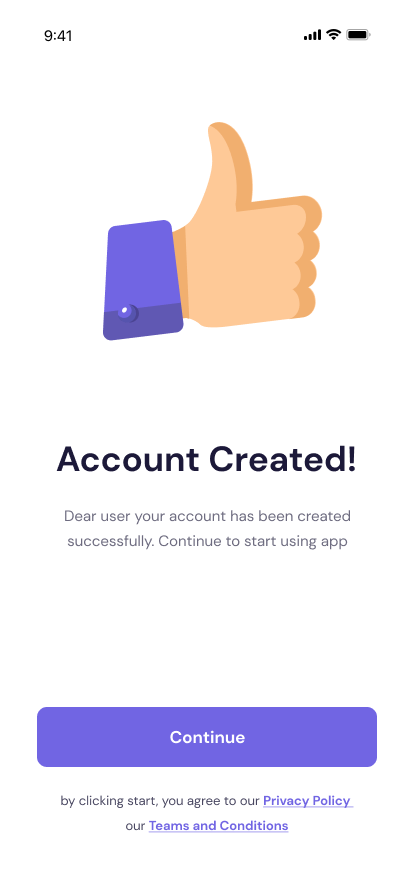 9:41
Account Created!
Dear user your account has been created
successfully. Continue to start using app
Continue
by clicking start, you agree to our Privacy Policy
our Teams and Conditions